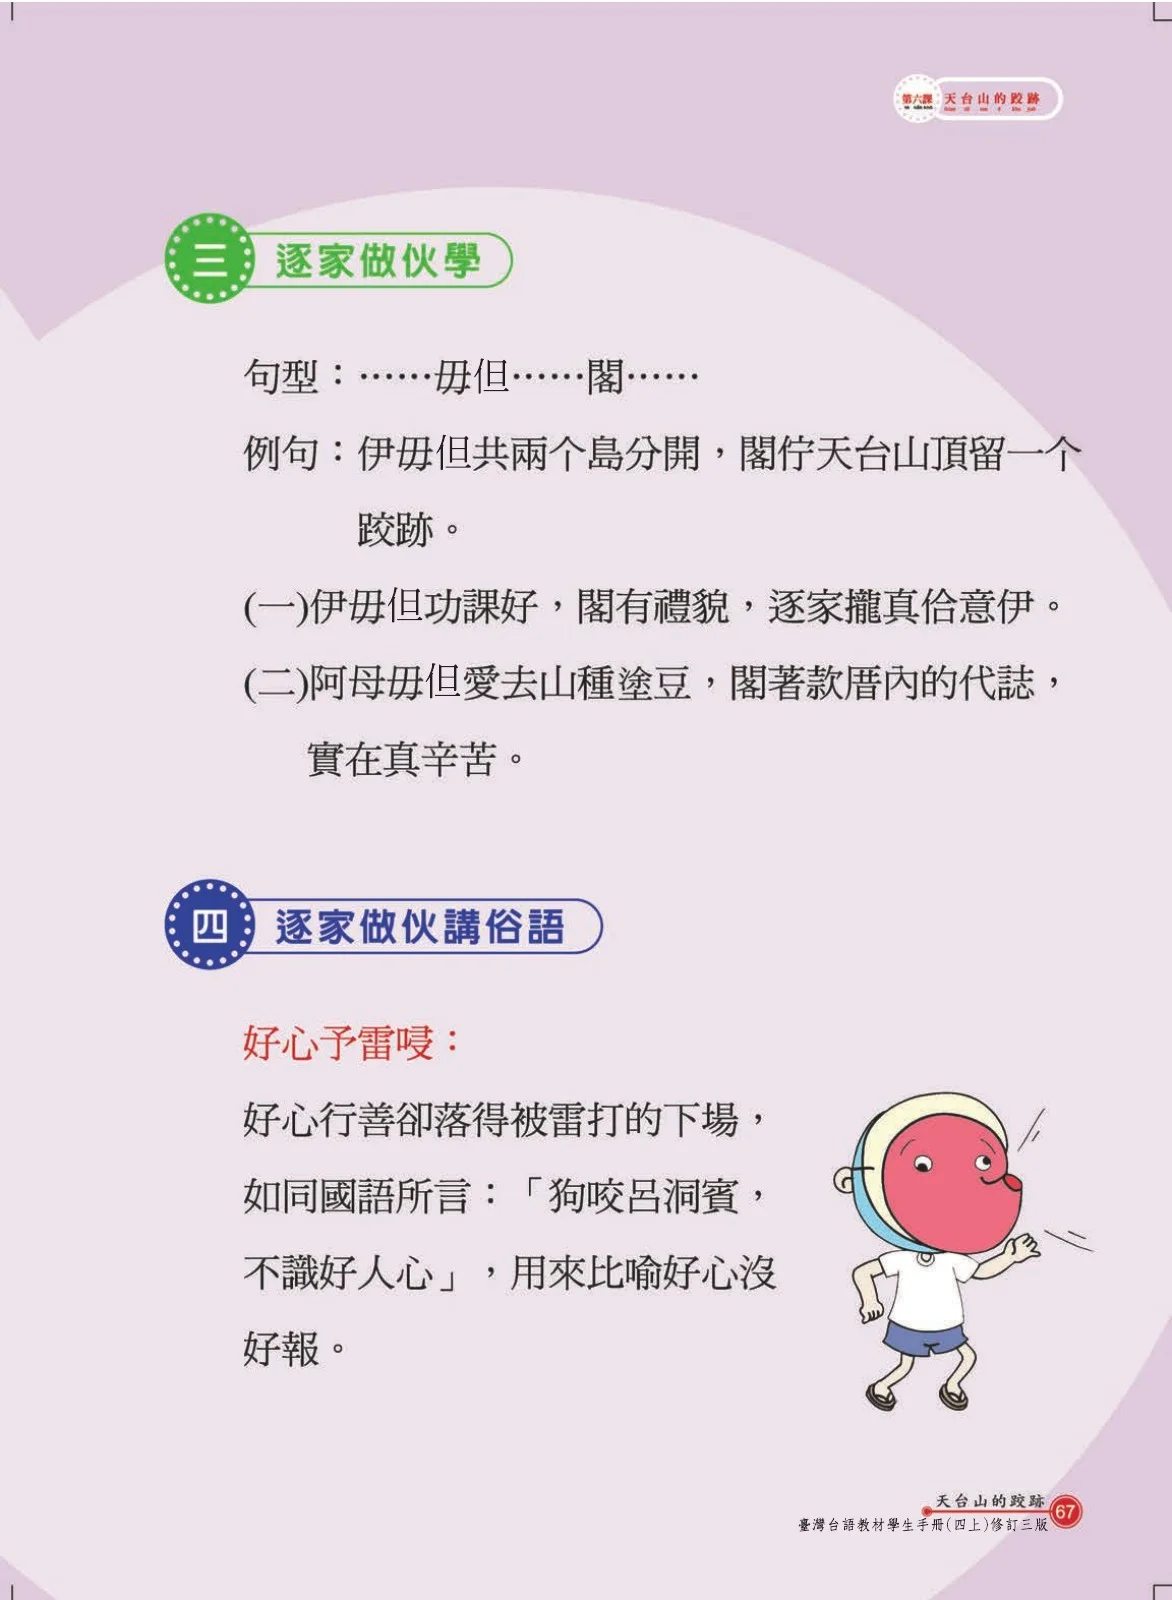 第六課 天台山的跤跡
三 逐家做伙學
句型：⋯⋯毋但⋯⋯閣⋯⋯
例句：伊毋但共兩个島分開，閣佇天台山頂留一个
跤跡。
(一)伊毋但功課好，閣有禮貌，逐家攏真佮意伊。
(二)阿母毋但愛去山種塗豆，閣著款厝內的代誌，
實在真辛苦。
四 逐家做伙講俗語
好心予雷唚：
好心行善卻落得被雷打的下場，
如同國語所言：「狗咬呂洞賓，
不識好人心」，用來比喻好心沒
好報。
天台山的跤跡 67
臺灣台語教材學生手冊(四上)修訂三版